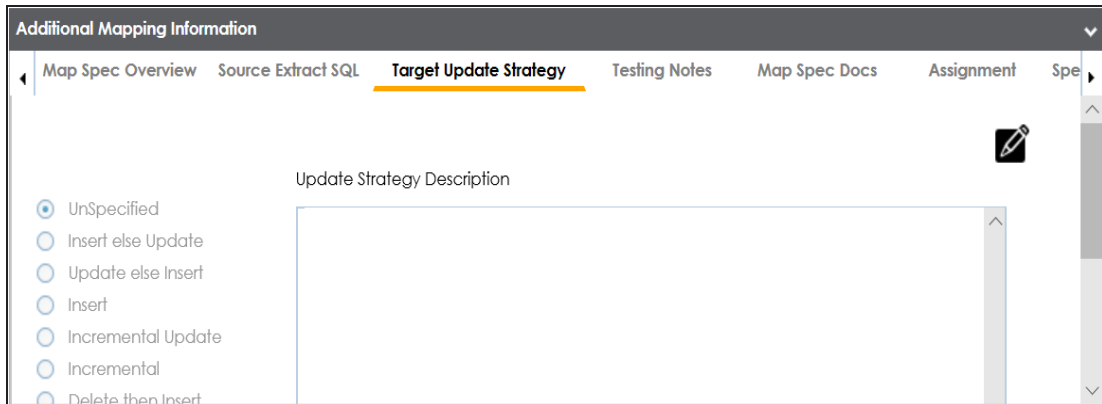 Additional Mapping Information
Map Spec Overview Source Extract SQL Target Update Strategy Testing Notes Map Spec Docs Assignment Spe
Update Strategy Description
UnSpecified
Insert else Update
Update else Insert
Insert
Incremental Update
Incremental
Delete then Insert